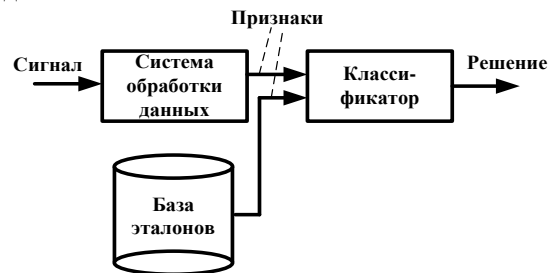 Признаки
Сигнал
Система
обработки
данных
Класси-
фикатор
Решение
База
эталонов